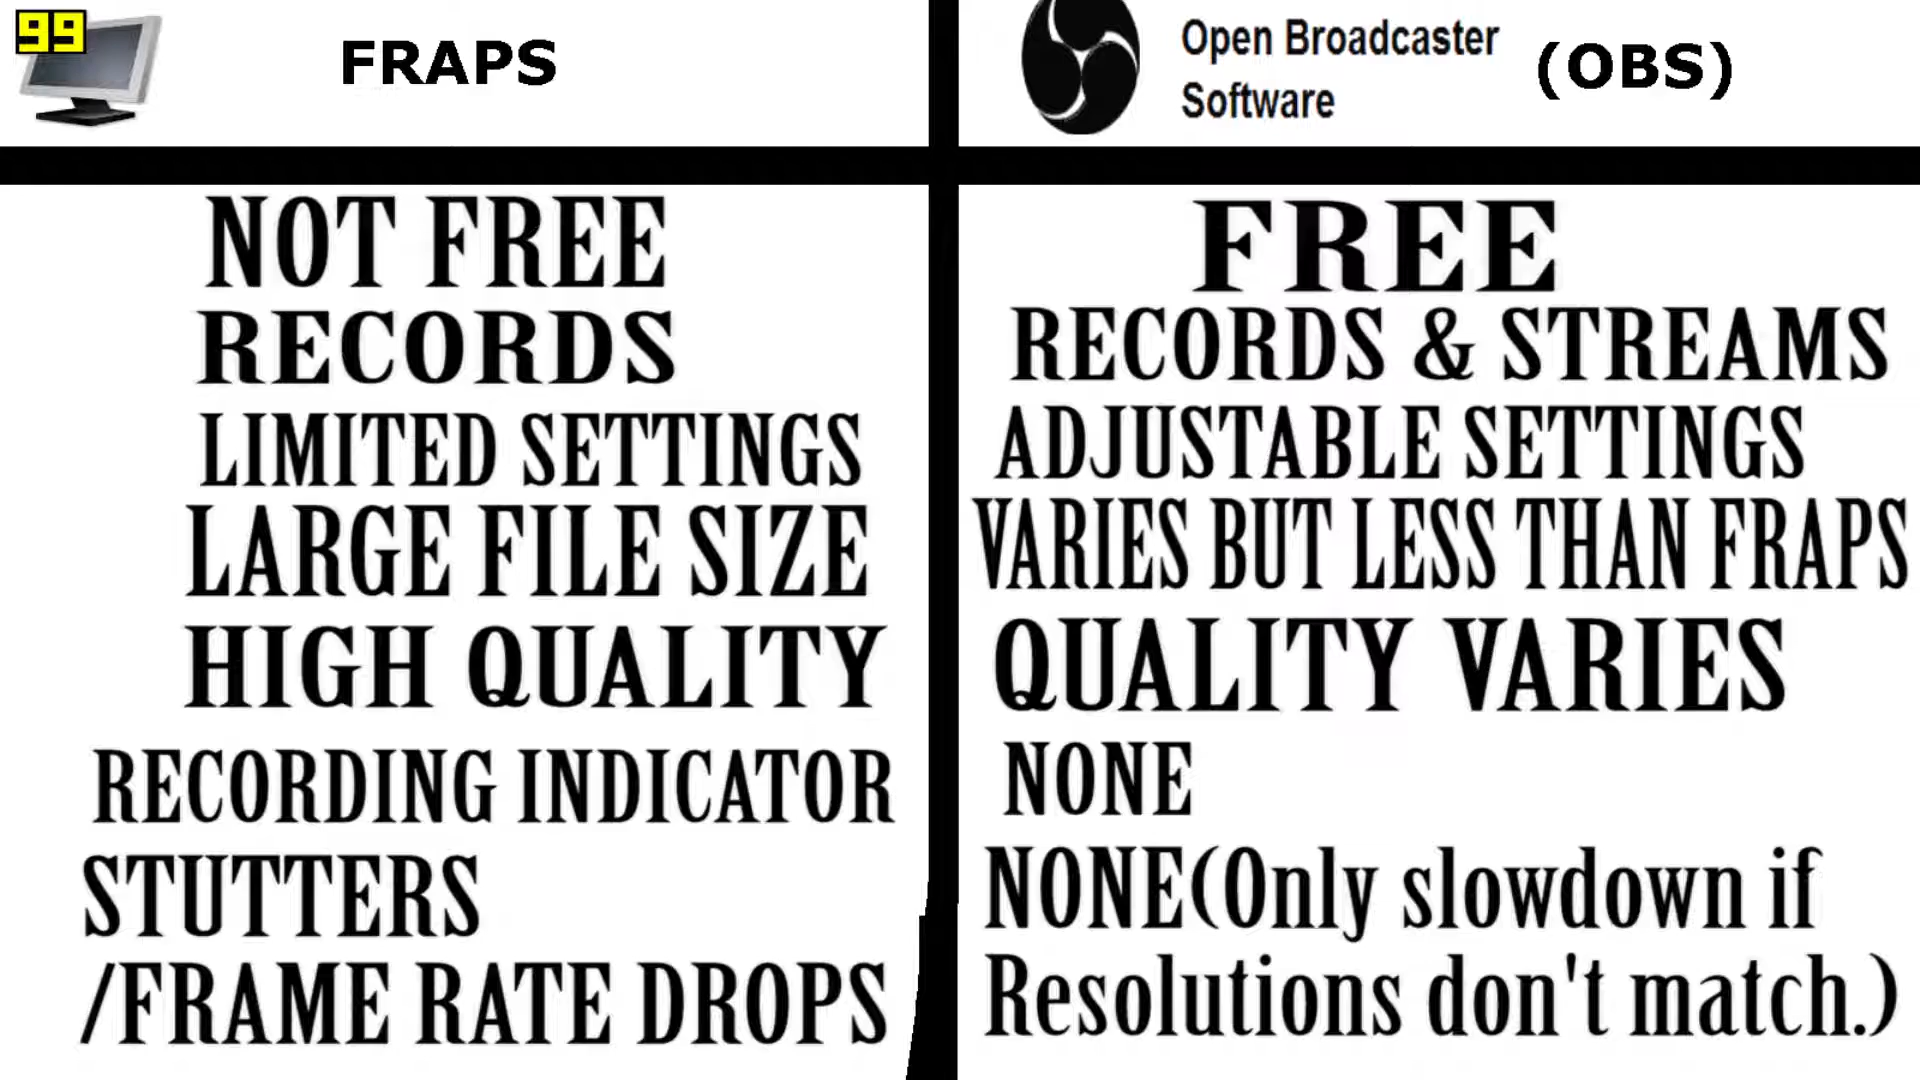 99
FRAPS
Open Broadcaster
Software
(OBS)
NOT FREE
RECORDS
LIMITED SETTINGS
LARGE FILE SIZE
HIGH QUALITY
RECORDING INDICATOR
STUTTERS
/FRAME RATE DROPS
FREE
RECORDS & STREAMS
ADJUSTABLE SETTINGS
VARIES BUT LESS THAN FRAPS
QUALITY VARIES
NONE
NONE(Only slowdown if
Resolutions don't match.)